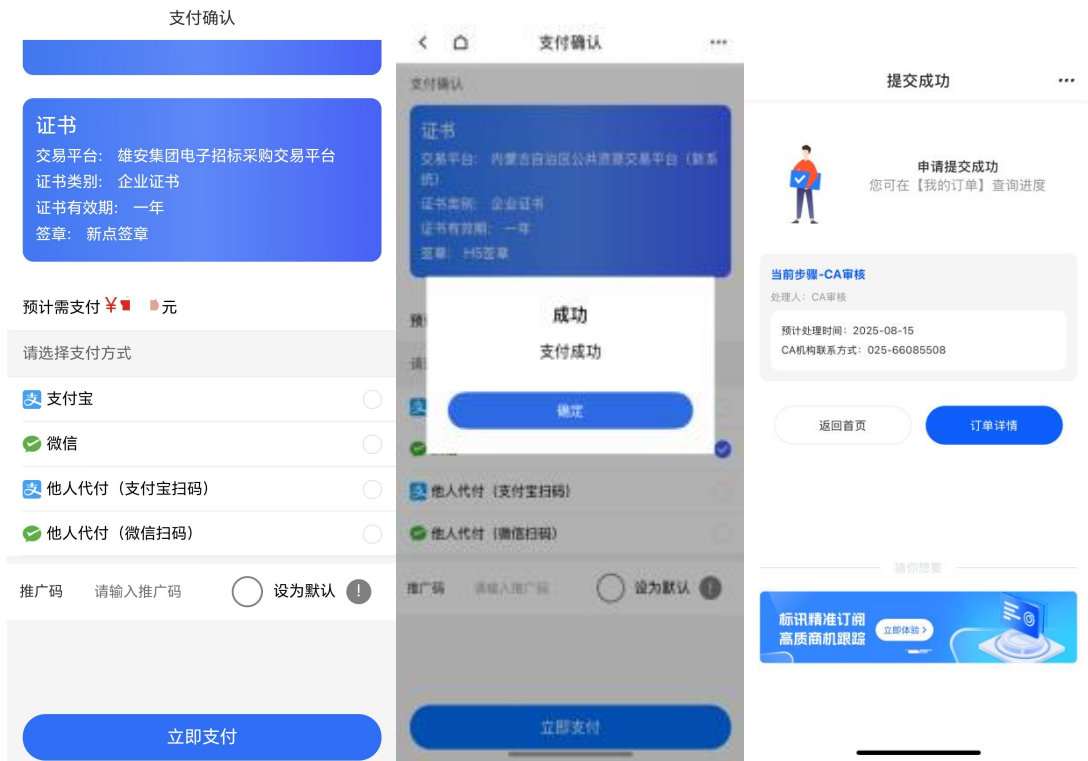 支付确认
证书
交易平台: 雄安集团电子招标采购交易平台
证书类别: 企业证书
证书有效期: 一年
签章: 新点签章
预计需支付 ¥ 元
请选择支付方式
支付宝
微信
他人代付（支付宝扫码）
他人代付（微信扫码）
推广码 请输入推广码 设为默认 !
立即支付
支付确认
支付确认
证书
交易平台: 内蒙古自治区公共资源交易平台（新系
统）
证书类别: 企业证书
证书有效期: 一年
签章: H5签章
预
请
成功
支付成功
确定
他人代付（支付宝扫码）
他人代付（微信扫码）
推广码 请输入推广码 设为默认 !
立即支付
提交成功
申请提交成功
您可在【我的订单】查询进度
当前步骤-CA审核
处理人: CA审核
预计处理时间: 2025-08-15
CA机构联系方式: 025-66085508
返回首页 订单详情
猜你想要
标讯精准订阅
高质商机跟踪
立即体验 >